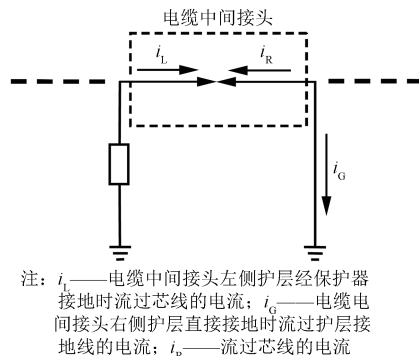 电缆中间接头
i_L i_R
i_G
注：i_L——电缆中间接头左侧护层经保护器
接地时流过芯线的电流；i_G——电缆电
间接头右侧护层直接接地时流过护层接
地线的电流；i_R——流过芯线的电流